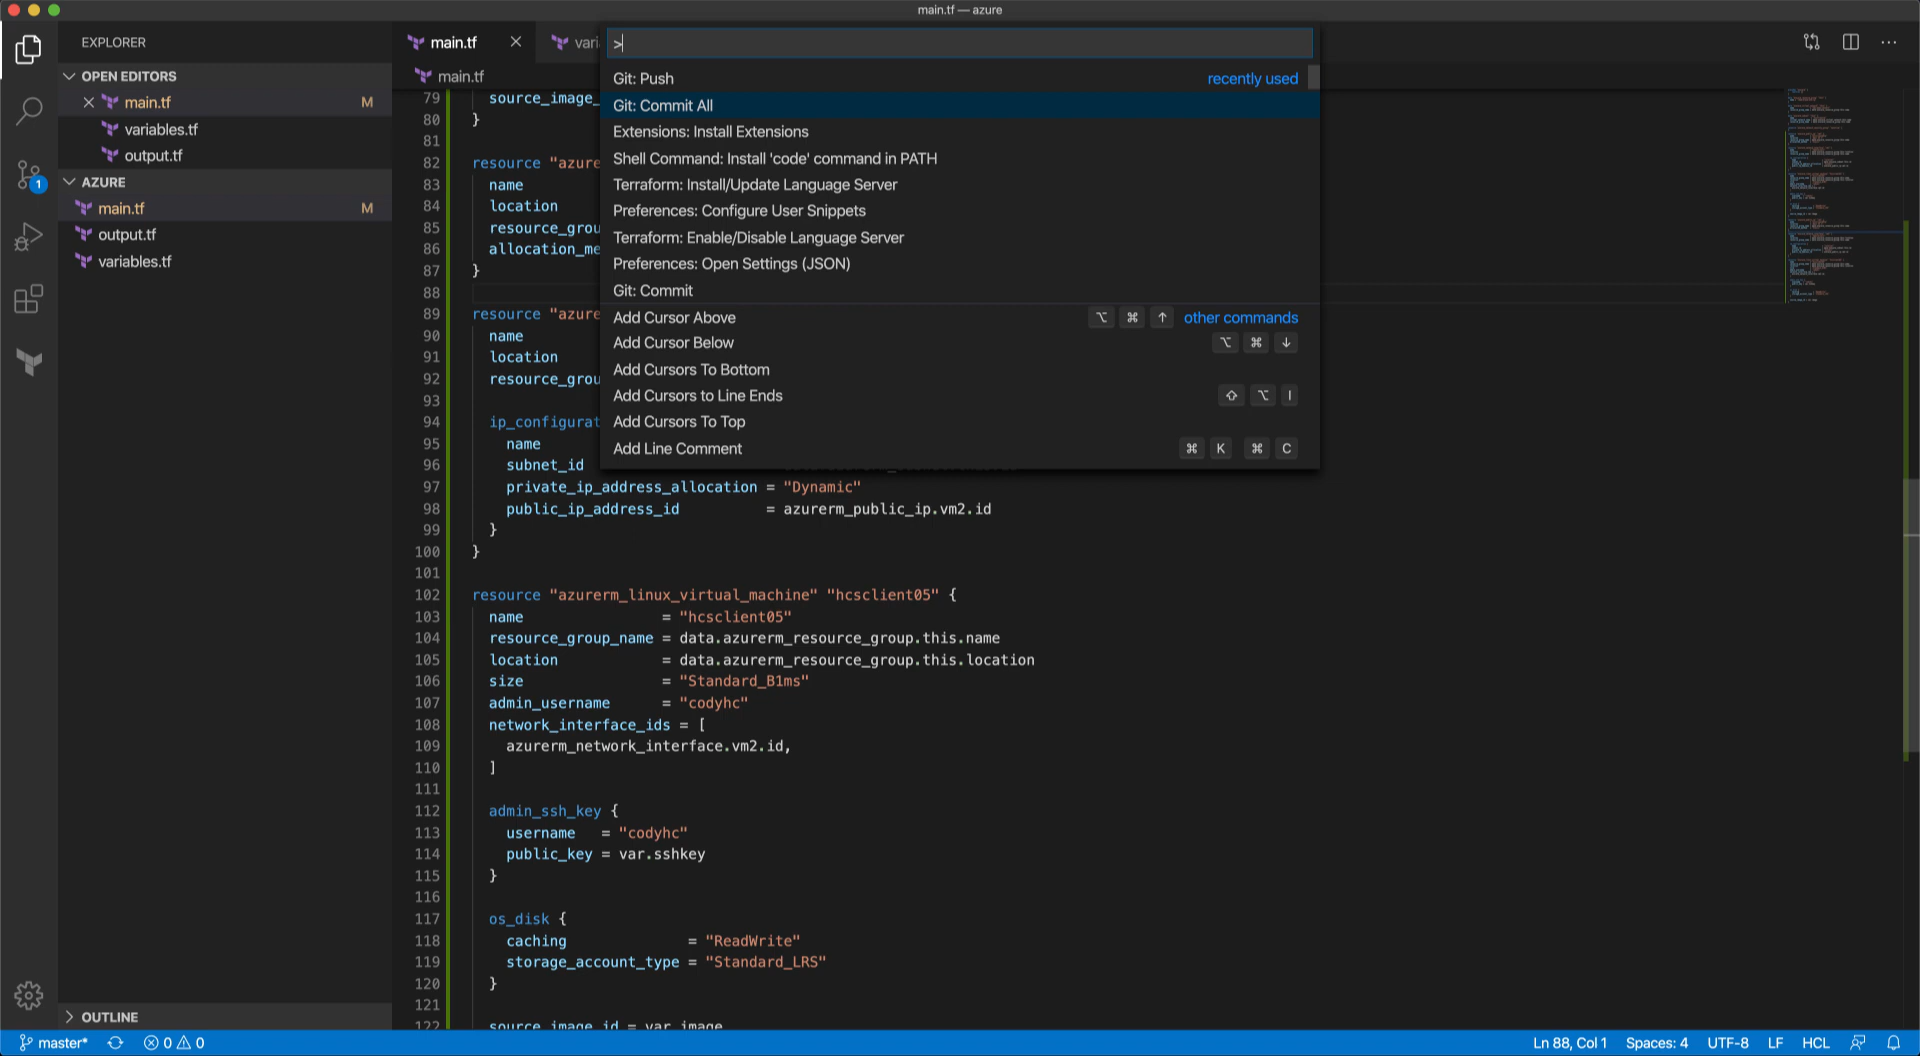 main.tf — azure
EXPLORER
OPEN EDITORS
main.tf M
variables.tf
output.tf
AZURE
main.tf M
output.tf
variables.tf
OUTLINE
main.tf
vari
main.tf
>
Git: Push recently used
Git: Commit All
Extensions: Install Extensions
Shell Command: Install 'code' command in PATH
Terraform: Install/Update Language Server
Preferences: Configure User Snippets
Terraform: Enable/Disable Language Server
Preferences: Open Settings (JSON)
Git: Commit
Add Cursor Above ⌥ ⌘ ↑ other commands
Add Cursor Below ⌥ ⌘ ↓
Add Cursors To Bottom
Add Cursors to Line Ends ⇧ ⌥ I
Add Cursors To Top
Add Line Comment ⌘ K ⌘ C
79 source_image_
80 }
81
82 resource "azure
83 name
84 location
85 resource_grou
86 allocation_me
87 }
88
89 resource "azure
90 name
91 location
92 resource_grou
93
94 ip_configurat
95 name
96 subnet_id
97 private_ip_address_allocation = "Dynamic"
98 public_ip_address_id = azurerm_public_ip.vm2.id
99 }
100 }
101
102 resource "azurerm_linux_virtual_machine" "hcsclient05" {
103 name = "hcsclient05"
104 resource_group_name = data.azurerm_resource_group.this.name
105 location = data.azurerm_resource_group.this.location
106 size = "Standard_B1ms"
107 admin_username = "codyhc"
108 network_interface_ids = [
109 azurerm_network_interface.vm2.id,
110 ]
111
112 admin_ssh_key {
113 username = "codyhc"
114 public_key = var.sshkey
115 }
116
117 os_disk {
118 caching = "ReadWrite"
119 storage_account_type = "Standard_LRS"
120 }
121
122 source_image_id = var.image
master* 0 0 Ln 88, Col 1 Spaces: 4 UTF-8 LF HCL
1